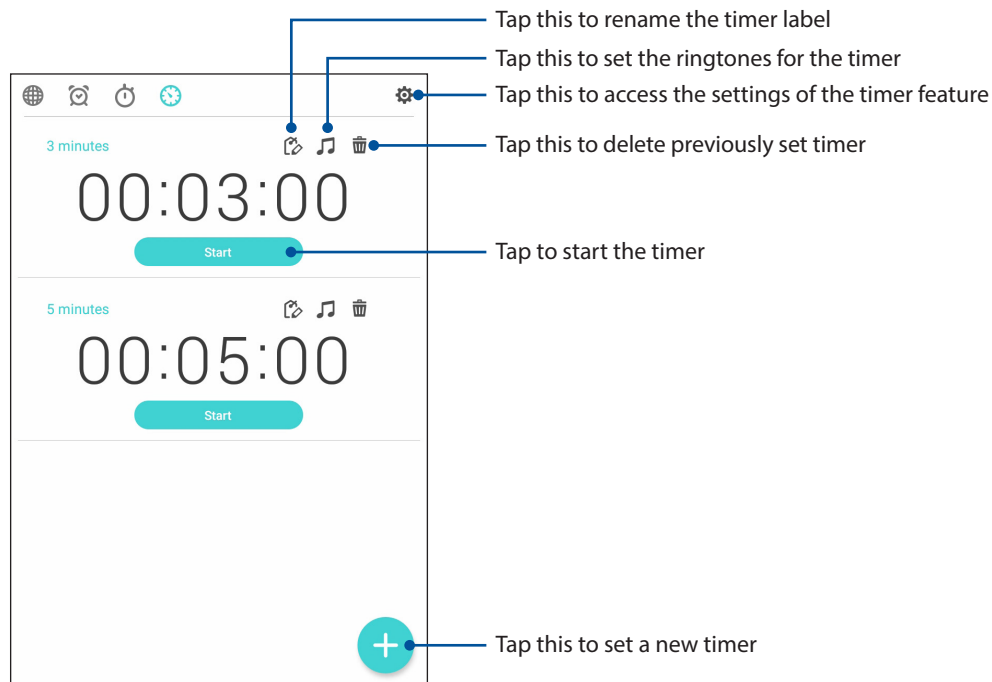 Tap this to rename the timer label
Tap this to set the ringtones for the timer
Tap this to access the settings of the timer feature
3 minutes
Tap this to delete previously set timer
00:03:00
Start
Tap to start the timer
5 minutes
00:05:00
Start
Tap this to set a new timer